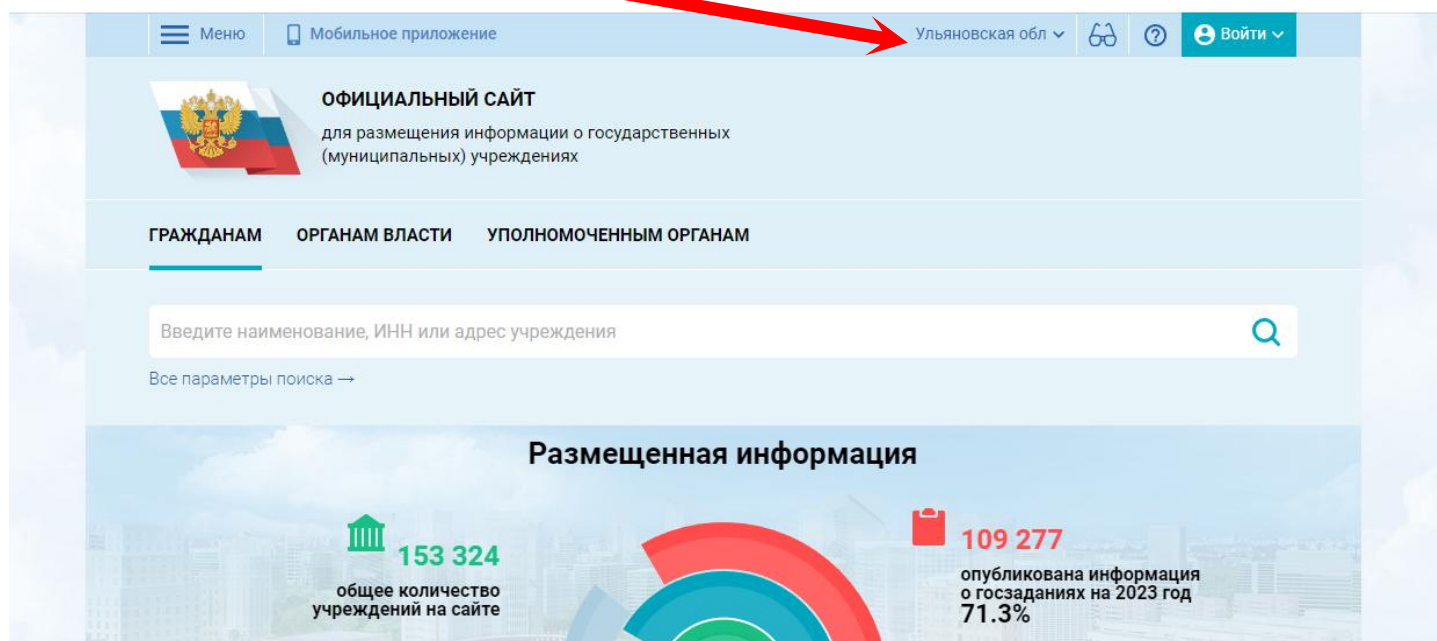 Меню
Мобильное приложение
Ульяновская обл
Войти
ОФИЦИАЛЬНЫЙ САЙТ
для размещения информации о государственных
(муниципальных) учреждениях
ГРАЖДАНАМ
ОРГАНАМ ВЛАСТИ
УПОЛНОМОЧЕННЫМ ОРГАНАМ
Введите наименование, ИНН или адрес учреждения
Все параметры поиска →
Размещенная информация
153 324
общее количество
учреждений на сайте
109 277
опубликована информация
о госзаданиях на 2023 год
71.3%